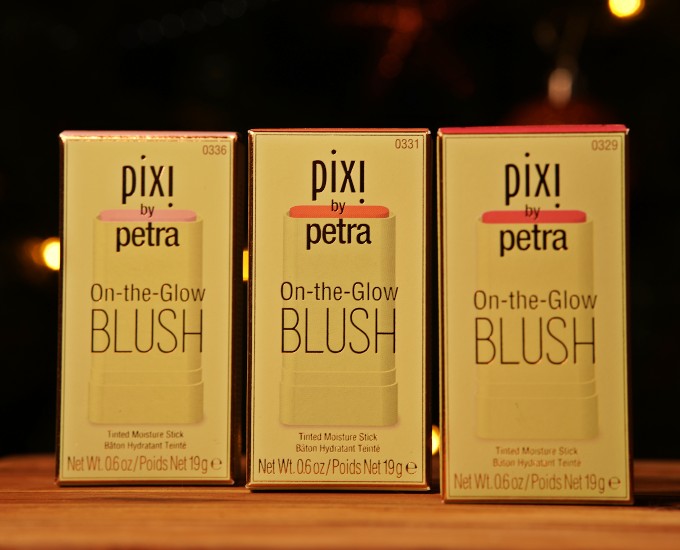 0336
pixi
by
petra
On-the-Glow
BLUSH
Tinted Moisture Stick
Bâton Hydratant Teinté
Net Wt. 0.6 oz/Poids Net 19g ℮
0331
pixi
by
petra
On-the-Glow
BLUSH
Tinted Moisture Stick
Bâton Hydratant Teinté
Net Wt. 0.6 oz/Poids Net 19g ℮
0329
pixi
by
petra
On-the-Glow
BLUSH
Tinted Moisture Stick
Bâton Hydratant Teinté
Net Wt. 0.6 oz/Poids Net 19g ℮